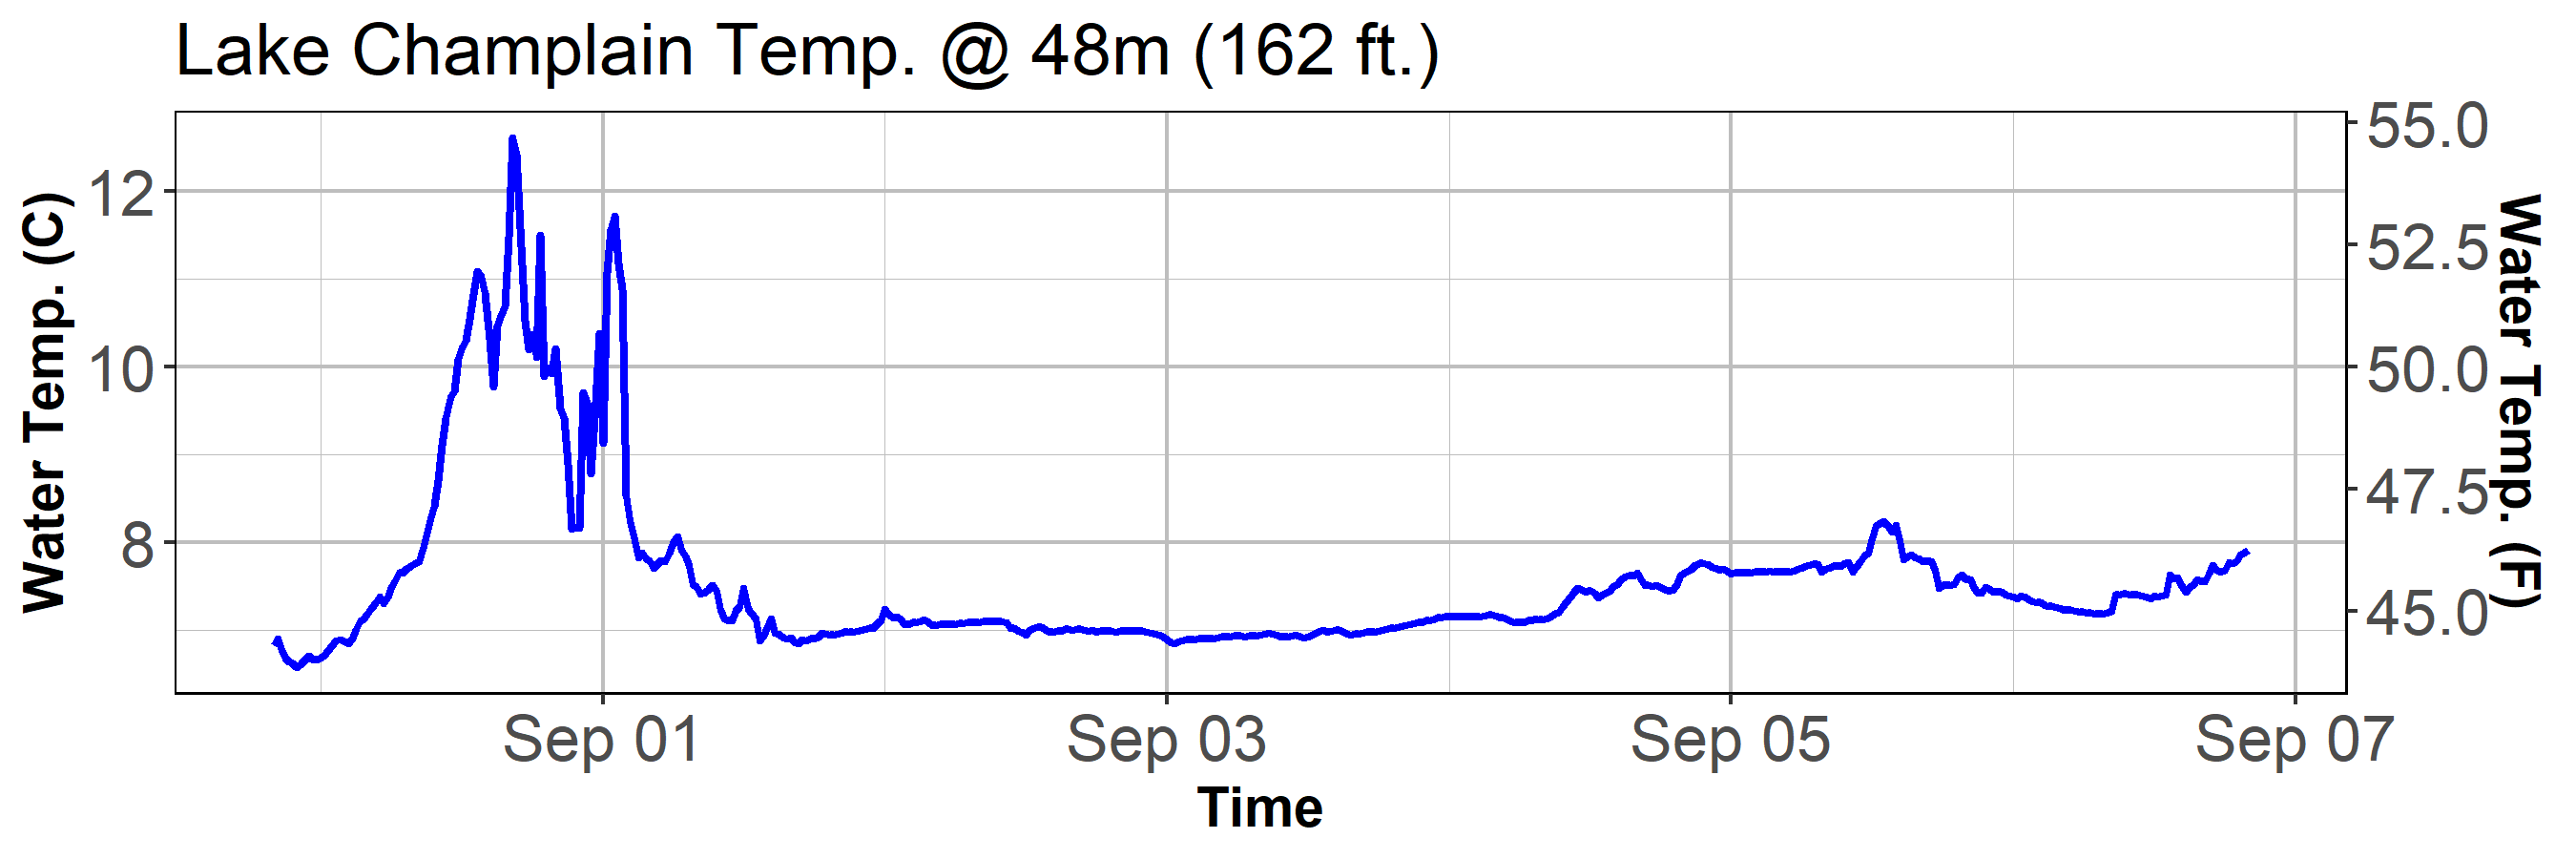 Lake Champlain Temp. @ 48m (162 ft.)
Water Temp. (C)
12
10
8
55.0
52.5
50.0
47.5
45.0
Water Temp. (F)
Sep 01
Sep 03
Sep 05
Sep 07
Time